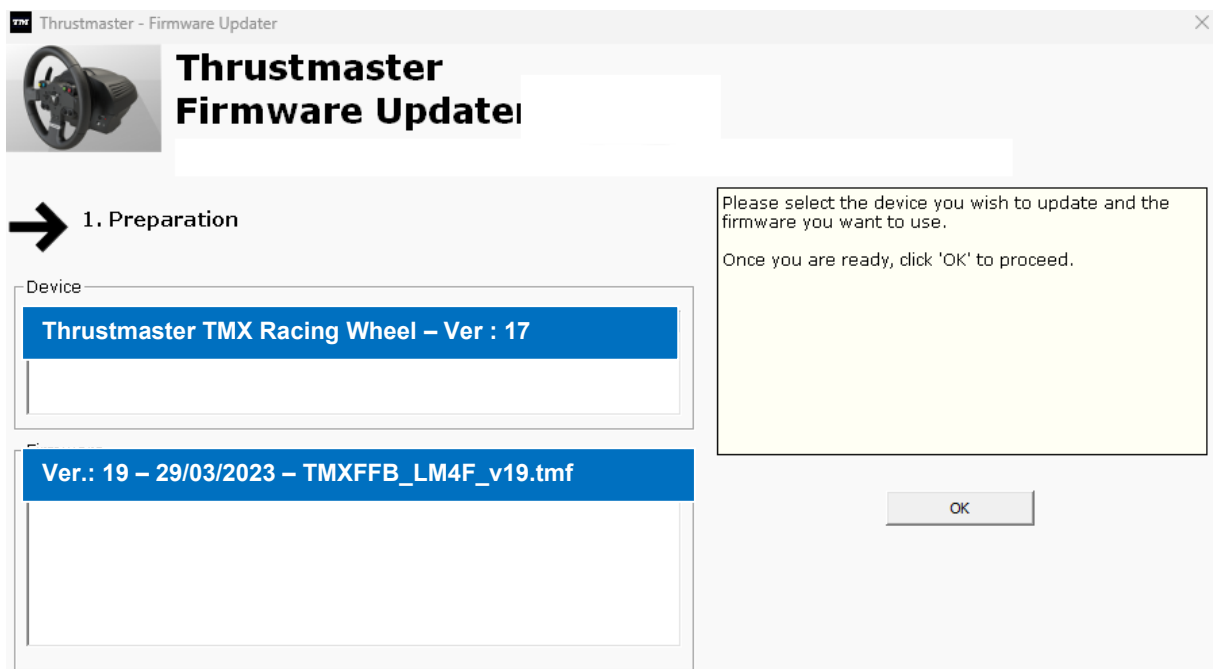 Thrustmaster - Firmware Updater
Thrustmaster
Firmware
1. Preparation
Please select the device you wish to update and the
firmware you want to use.
Once you are ready, click 'OK' to proceed.
Device
Thrustmaster TMX Racing Wheel – Ver : 17
Ver.: 19 – 29/03/2023 – TMXFFB_LM4F_v19.tmf
OK